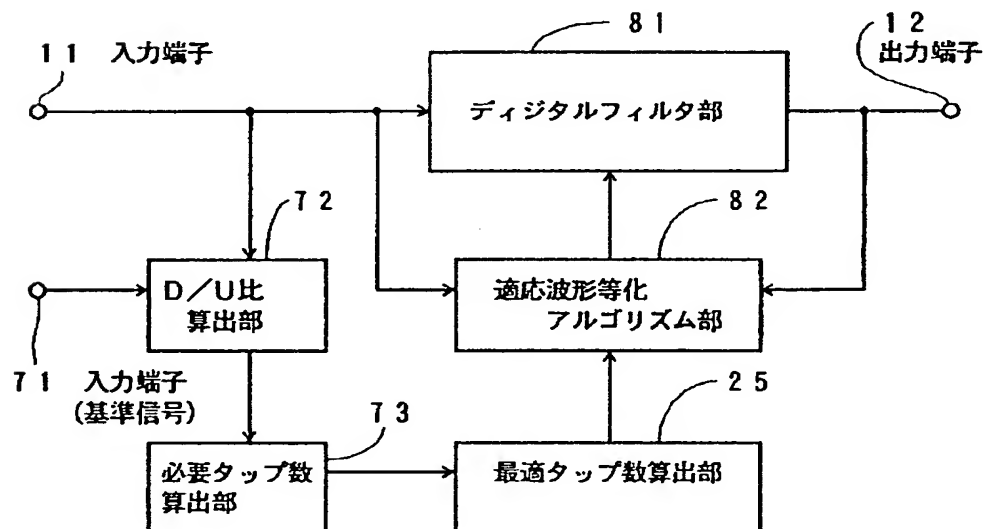 81
12
11 入力端子
出力端子
ディジタルフィルタ部
72
82
D/U比
算出部
適応波形等化
アルゴリズム部
71 入力端子
(基準信号)
73
25
必要タップ数
算出部
最適タップ数算出部